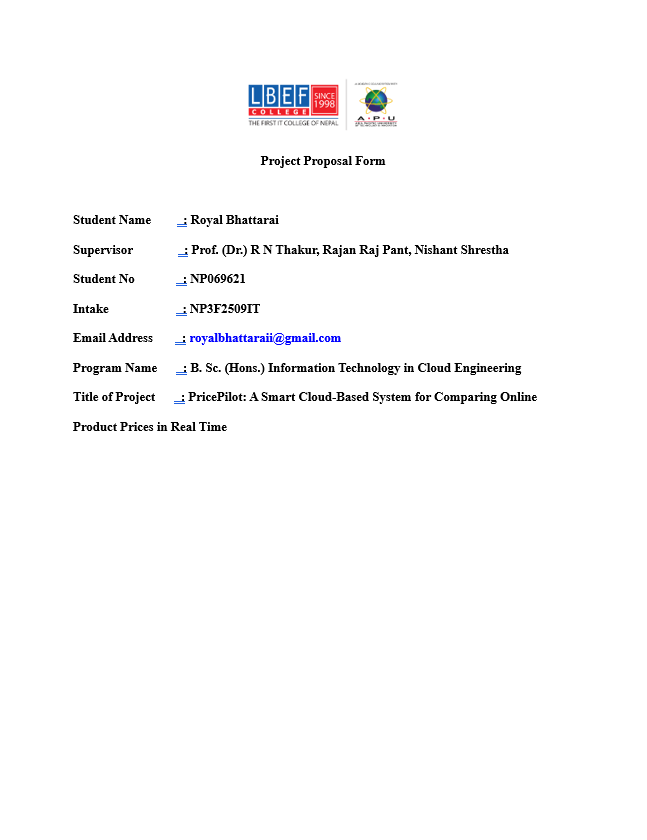 LBEF SINCE 1998
COLLEGE
THE FIRST IT COLLEGE OF NEPAL
A·P·U
Project Proposal Form
Student Name : Royal Bhattarai
Supervisor : Prof. (Dr.) R N Thakur, Rajan Raj Pant, Nishant Shrestha
Student No : NP069621
Intake : NP3F2509IT
Email Address : royalbhattaraii@gmail.com
Program Name : B. Sc. (Hons.) Information Technology in Cloud Engineering
Title of Project : PricePilot: A Smart Cloud-Based System for Comparing Online
Product Prices in Real Time